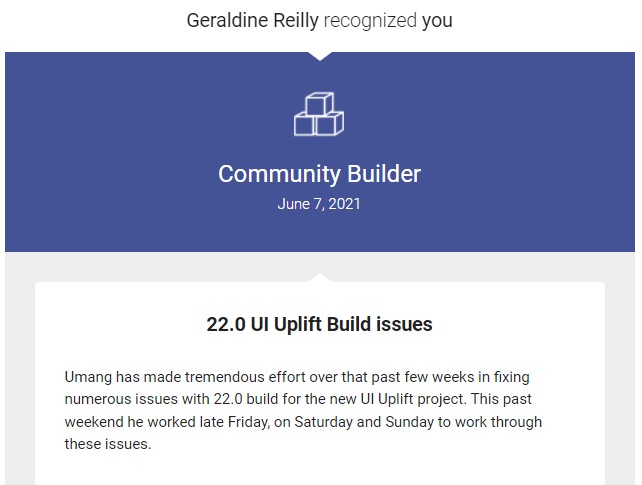 Geraldine Reilly recognized you
Community Builder
June 7, 2021
22.0 UI Uplift Build issues
Umang has made tremendous effort over that past few weeks in fixing
numerous issues with 22.0 build for the new UI Uplift project. This past
weekend he worked late Friday, on Saturday and Sunday to work through
these issues.